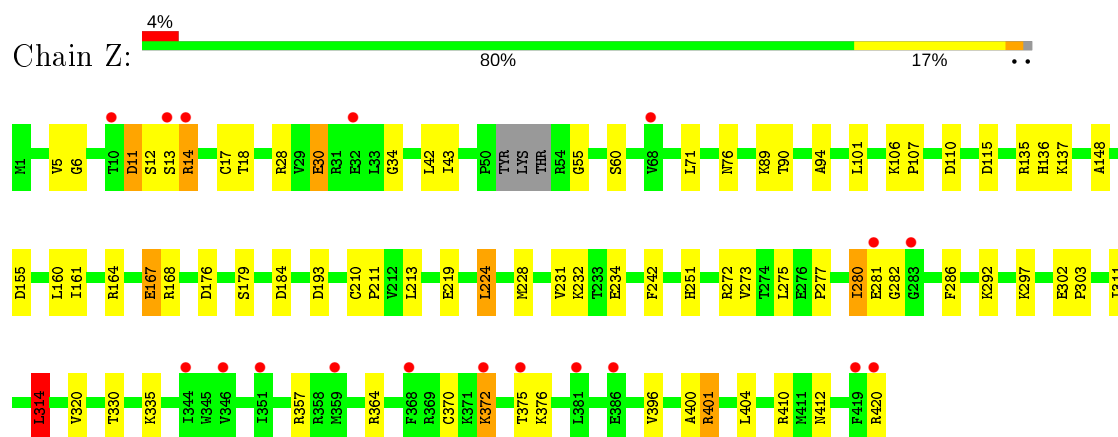 4%
Chain Z:
80% 17% • •
M1 V5 G6 T10 D11 S12 S13 R14 C17 T18 R28 V29 E30 R31 E32 L33 G34 L42 I43 P50 TYR LYS THR R54 G55 S60 V68 L71 N76 K89 T90 A94 L101 K106 P107 D110 D115 R135 H136 K137 A148
D155 L160 I161 R164 E167 R168 D176 S179 D184 D193 C210 P211 V212 L213 E219 L224 M228 V231 K232 T233 E234 F242 H251 R272 V273 T274 L275 E276 P277 I280 E281 G282 G283 F286 K292 K297 E302 P303
L314 V320 T330 K335 I344 W345 V346 I351 R357 R358 M359 R364 F368 R369 C370 K371 K372 T375 K376 L381 E386 V396 A400 R401 L404 R410 M411 N412 F419 R420